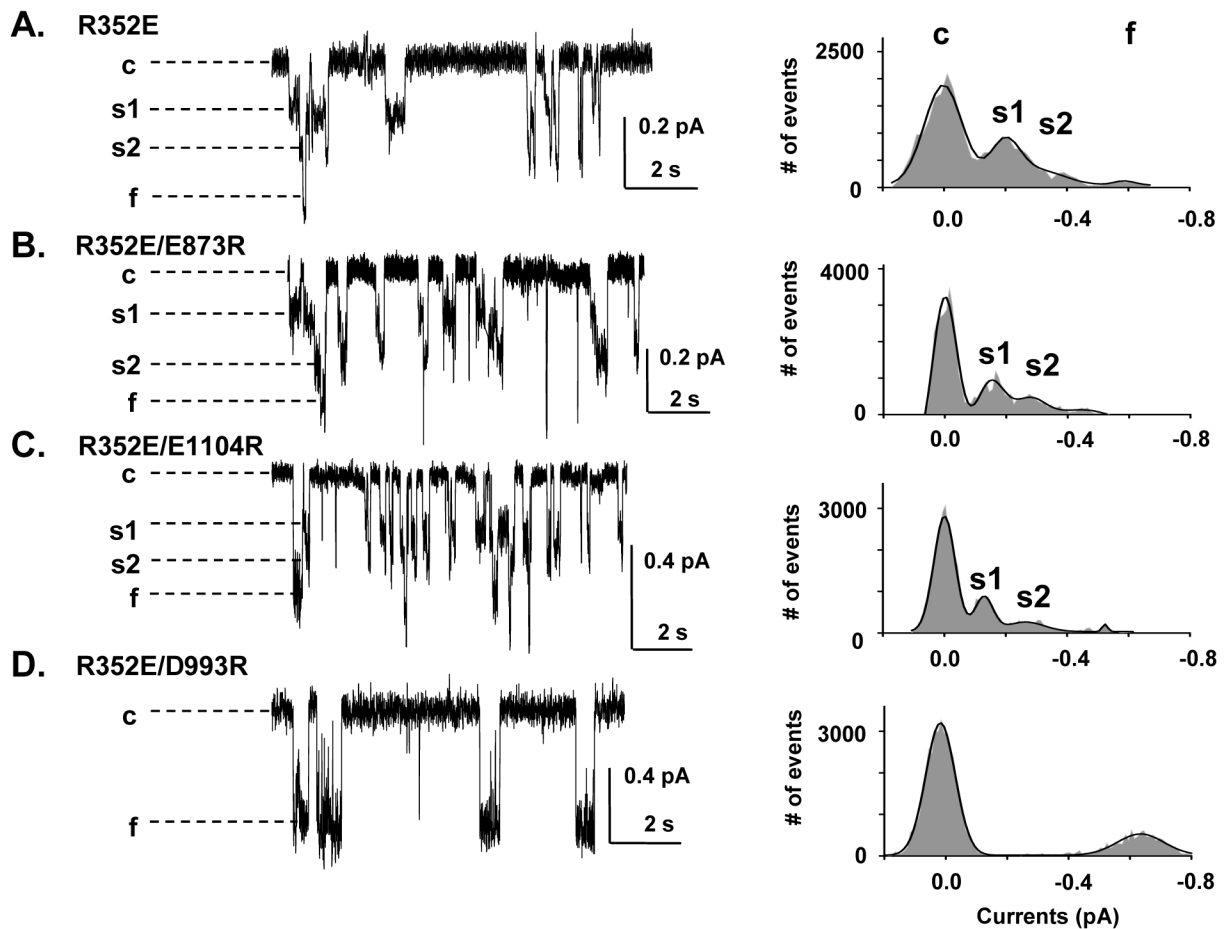 A. R352E
c
s1
s2
f
0.2 pA
2 s
c f
s1 s2
# of events
2500
0
0.0 -0.4 -0.8
B. R352E/E873R
c
s1
s2
f
0.2 pA
2 s
s1 s2
# of events
4000
0
0.0 -0.4 -0.8
C. R352E/E1104R
c
s1
s2
f
0.4 pA
2 s
s1 s2
# of events
3000
0
0.0 -0.4 -0.8
D. R352E/D993R
c
f
0.4 pA
2 s
# of events
3000
0
0.0 -0.4 -0.8
Currents (pA)